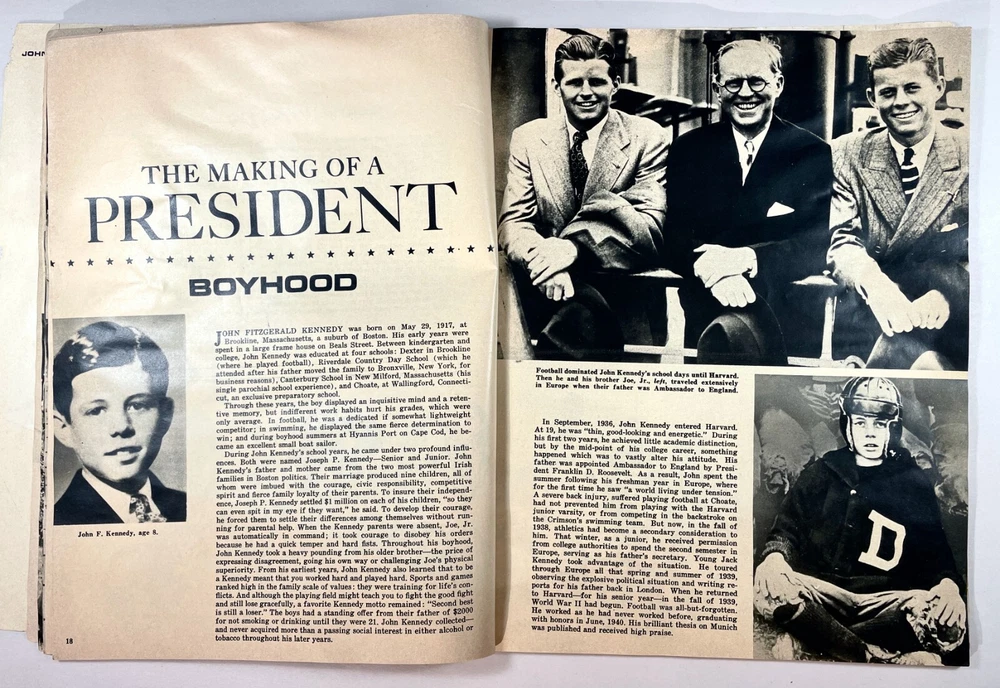 JOHN
THE MAKING OF A
PRESIDENT
BOYHOOD
JOHN FITZGERALD KENNEDY was born on May 29, 1917, at
Brookline, Massachusetts, a suburb of Boston. His early years were
spent in a large frame house on Beals Street. Between kindergarten and
college, John Kennedy was educated at four schools: Dexter in Brookline
(where he played football), Riverdale Country Day School (which he
attended after his father moved the family to Bronxville, New York, for
business reasons), Canterbury School in New Milford, Massachusetts (his
single parochial school experience), and Choate, at Wallingford, Connecti-
cut, an exclusive preparatory school.
Through these years, the boy displayed an inquisitive mind and a reten-
tive memory, but indifferent work habits hurt his grades, which were
only average. In football, he was a dedicated if somewhat lightweight
competitor; in swimming, he displayed the same fierce determination to
win; and during boyhood summers at Hyannis Port on Cape Cod, he be-
came an excellent small boat sailor.
During John Kennedy's school years, he came under two profound influ-
ences. Both were named Joseph P. Kennedy—Senior and Junior. John
Kennedy's father and mother came from the two most powerful Irish
families in Boston politics. Their marriage produced nine children, all of
whom were imbued with the courage, civic responsibility, competitive
spirit and fierce family loyalty of their parents. To insure their independ-
ence, Joseph P. Kennedy settled $1 million on each of his children, "so they
can even spit in my eye if they want," he said. To develop their courage,
he forced them to settle their differences among themselves without run-
ning for parental help. When the Kennedy parents were absent, Joe, Jr.
was automatically in command; it took courage to disobey his orders
because he had a quick temper and hard fists. Throughout his boyhood,
John Kennedy took a heavy pounding from his older brother—the price of
expressing disagreement, going his own way or challenging Joe's physical
superiority. From his earliest years, John Kennedy also learned that to be
a Kennedy meant that you worked hard and played hard. Sports and games
ranked high in the family scale of values: they were training for life's con-
flicts. And although the playing field might teach you to fight the good fight
and still lose gracefully, a favorite Kennedy motto remained: "Second best
is still a loser." The boys had a standing offer from their father of $2000
for not smoking or drinking until they were 21. John Kennedy collected—
and never acquired more than a passing social interest in either alcohol or
tobacco throughout his later years.
John F. Kennedy, age 8.
18
Football dominated John Kennedy's school days until Harvard.
Then he and his brother Joe, Jr., left, traveled extensively
in Europe when their father was Ambassador to England.
In September, 1936, John Kennedy entered Harvard.
At 19, he was "thin, good-looking and energetic." During
his first two years, he achieved little academic distinction,
but by the mid-point of his college career, something
happened which was to vastly alter his attitude. His
father was appointed Ambassador to England by Presi-
dent Franklin D. Roosevelt. As a result, John spent the
summer following his freshman year in Europe, where
for the first time he saw "a world living under tension."
A severe back injury, suffered playing football at Choate,
had not prevented him from playing with the Harvard
junior varsity, or from competing in the backstroke on
the Crimson's swimming team. But now, in the fall of
1938, athletics had become a secondary consideration to
him. That winter, as a junior, he received permission
from college authorities to spend the second semester in
Europe, serving as his father's secretary. Young Jack
Kennedy took advantage of the situation. He toured
through Europe all that spring and summer of 1939,
observing the explosive political situation and writing re-
ports for his father back in London. When he returned
to Harvard—for his senior year—in the fall of 1939,
World War II had begun. Football was all-but-forgotten.
He worked as he had never worked before, graduating
with honors in June, 1940. His brilliant thesis on Munich
was published and received high praise.
D